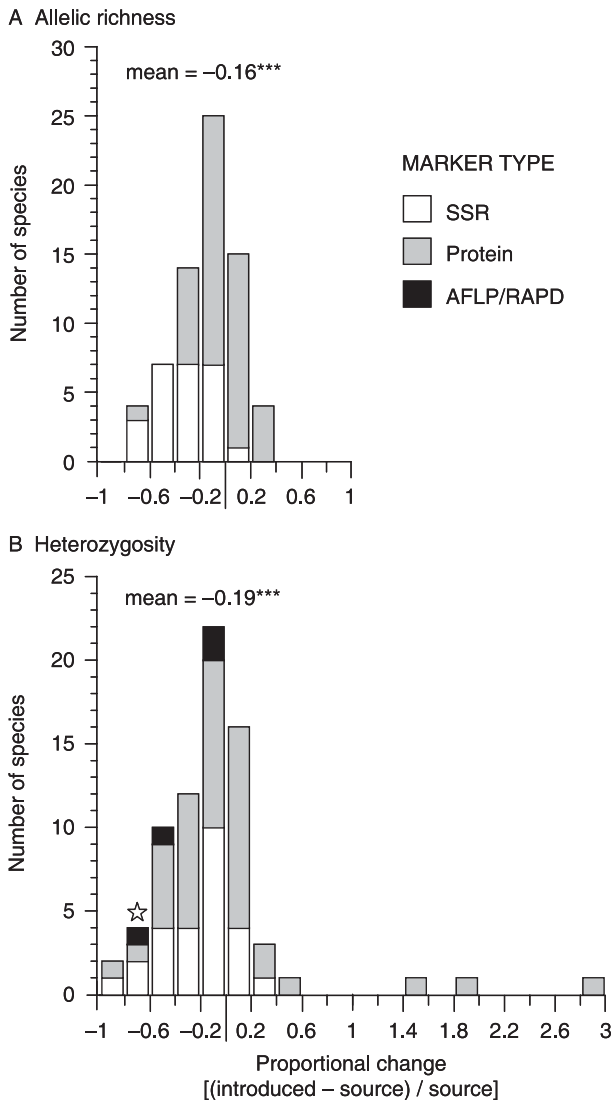 A Allelic richness
mean = –0.16***
30
25
20
15
10
5
0
Number of species
–1 –0.6 –0.2 0.2 0.6 1
MARKER TYPE
SSR
Protein
AFLP/RAPD
B Heterozygosity
mean = –0.19***
25
20
15
10
5
0
Number of species
–1 –0.6 –0.2 0.2 0.6 1 1.4 1.8 2.2 2.6 3
Proportional change
[(introduced – source) / source]